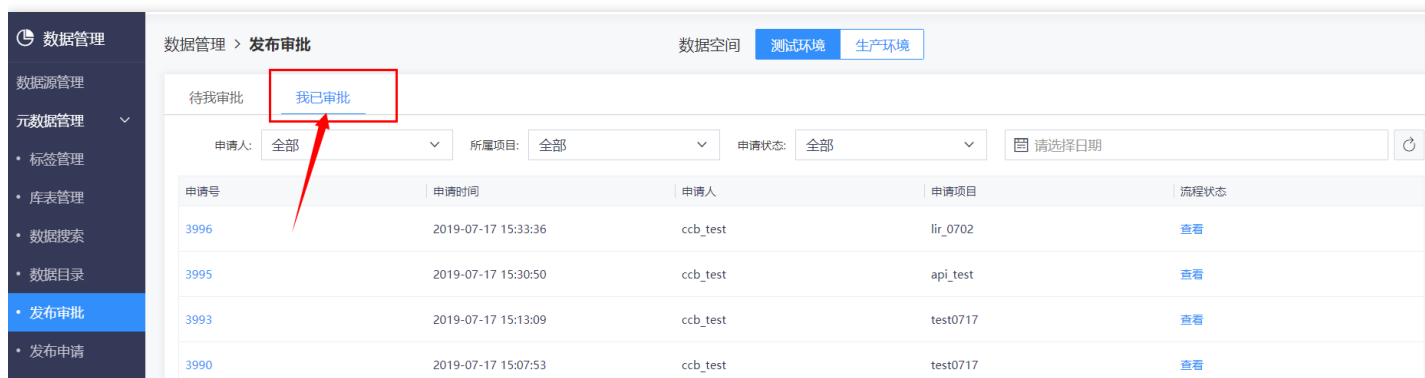 数据管理
数据管理 > 发布审批
数据空间 测试环境 生产环境
数据源管理
元数据管理
• 标签管理
• 库表管理
• 数据搜索
• 数据目录
• 发布审批
• 发布申请
待我审批 我已审批
申请人: 全部 所属项目: 全部 申请状态: 全部 请选择日期
申请号 申请时间 申请人 申请项目 流程状态
3996 2019-07-17 15:33:36 ccb_test lir_0702 查看
3995 2019-07-17 15:30:50 ccb_test api_test 查看
3993 2019-07-17 15:13:09 ccb_test test0717 查看
3990 2019-07-17 15:07:53 ccb_test test0717 查看